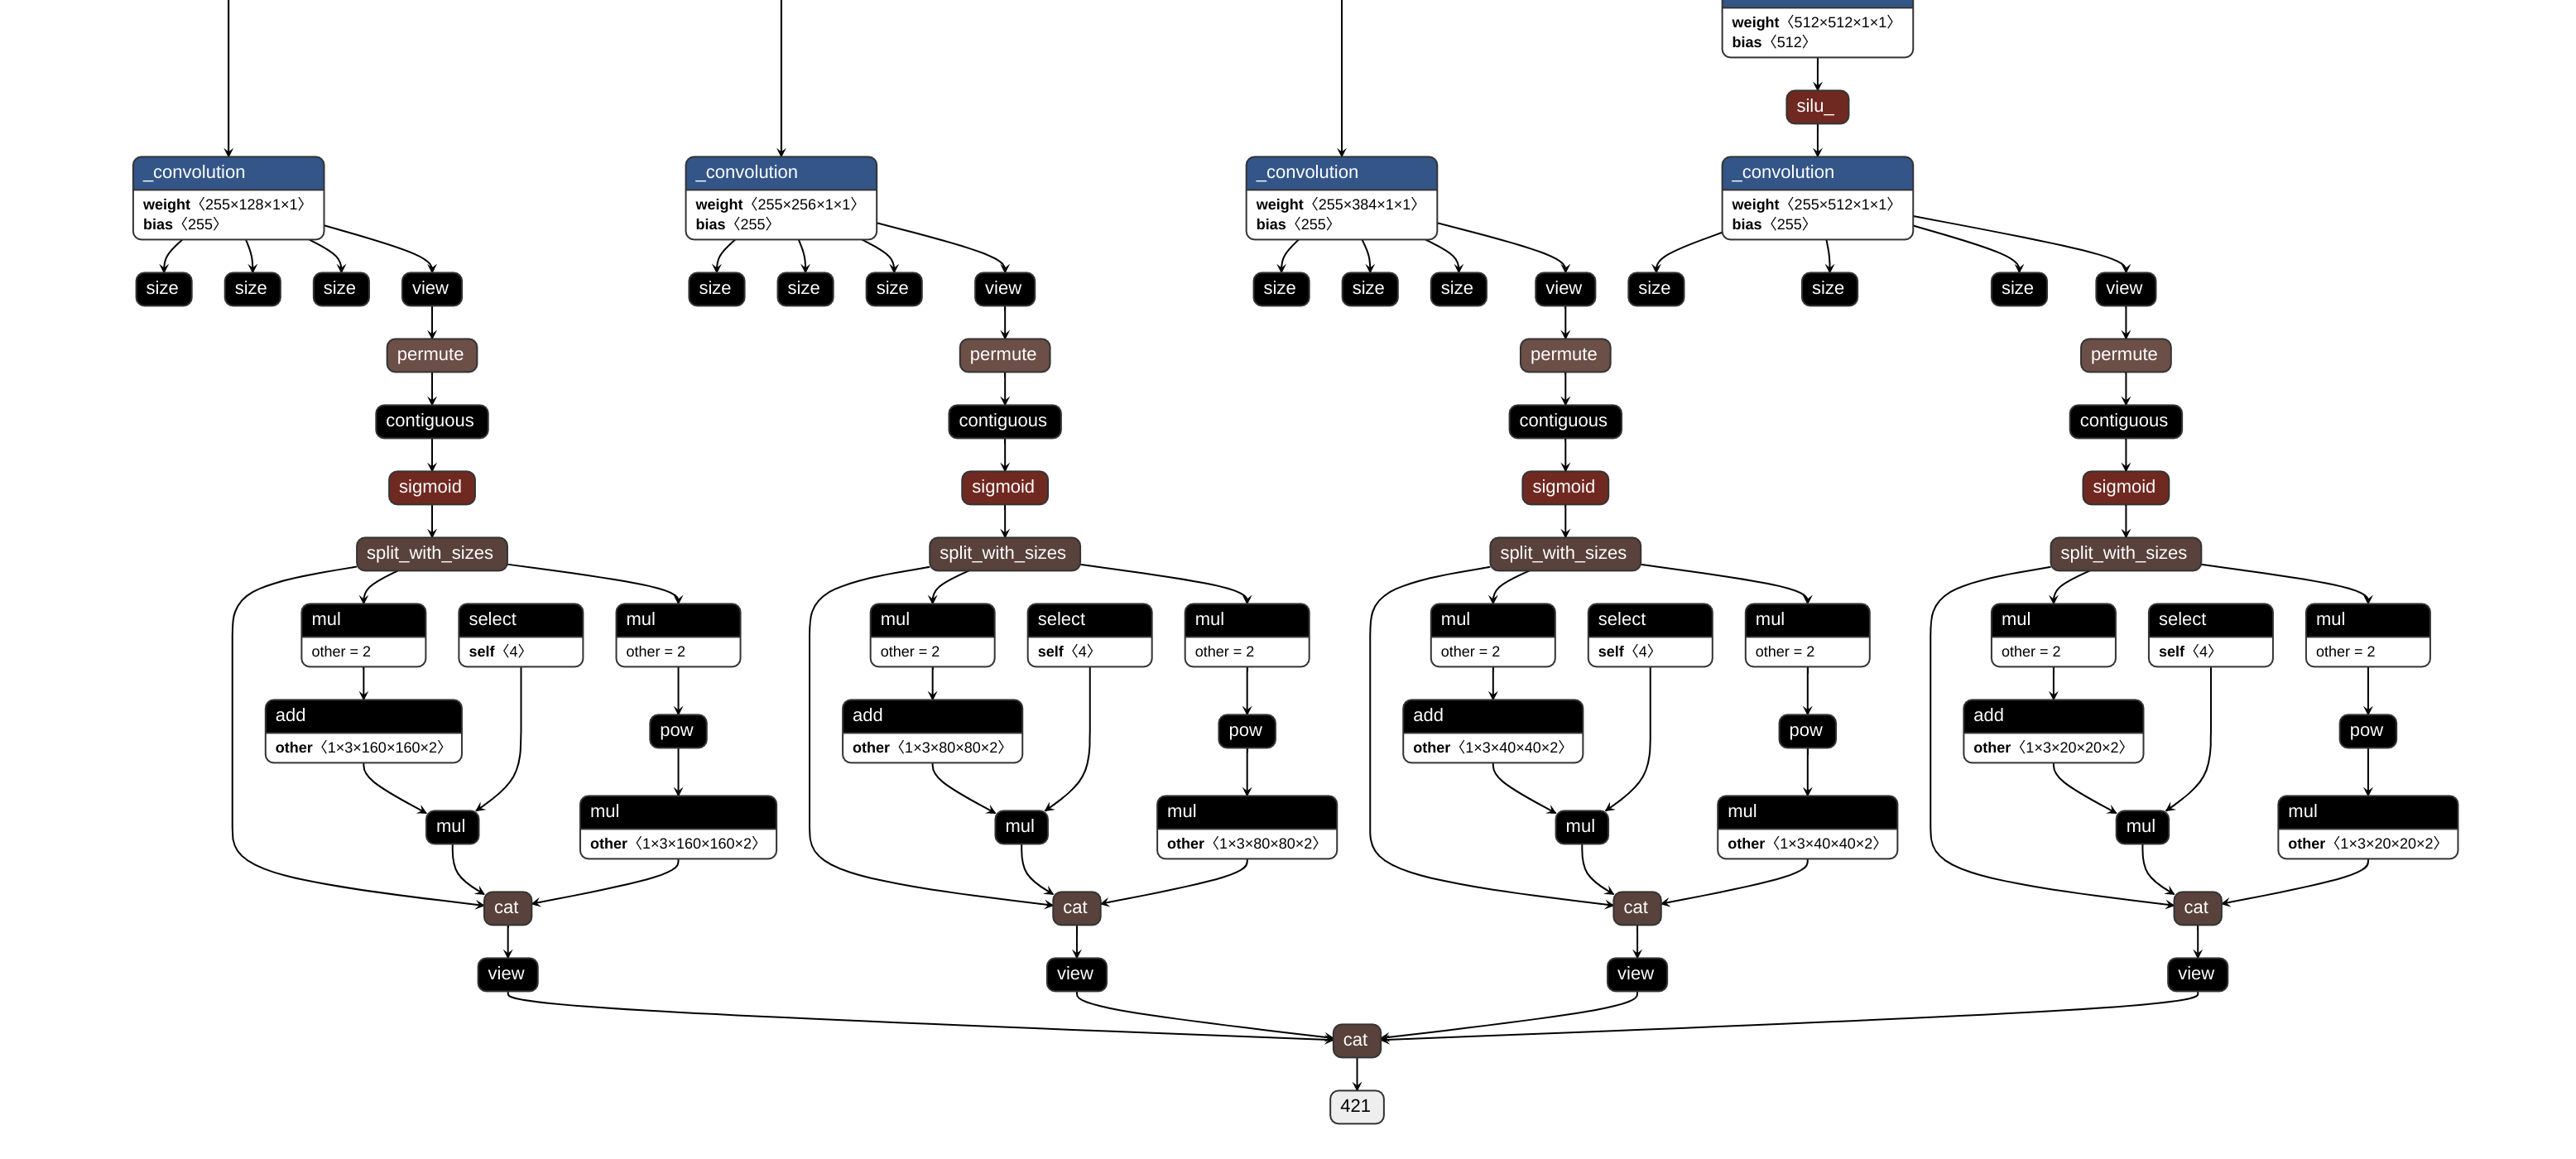 weight〈512×512×1×1〉
bias〈512〉
silu_
_convolution
weight〈255×128×1×1〉
bias〈255〉
_convolution
weight〈255×256×1×1〉
bias〈255〉
_convolution
weight〈255×384×1×1〉
bias〈255〉
_convolution
weight〈255×512×1×1〉
bias〈255〉
size
size
size
view
size
size
size
view
size
size
size
view
size
size
size
view
permute
permute
permute
permute
contiguous
contiguous
contiguous
contiguous
sigmoid
sigmoid
sigmoid
sigmoid
split_with_sizes
split_with_sizes
split_with_sizes
split_with_sizes
mul
other = 2
select
self〈4〉
mul
other = 2
mul
other = 2
select
self〈4〉
mul
other = 2
mul
other = 2
select
self〈4〉
mul
other = 2
mul
other = 2
select
self〈4〉
mul
other = 2
add
other〈1×3×160×160×2〉
pow
add
other〈1×3×80×80×2〉
pow
add
other〈1×3×40×40×2〉
pow
add
other〈1×3×20×20×2〉
pow
mul
mul
other〈1×3×160×160×2〉
mul
mul
other〈1×3×80×80×2〉
mul
mul
other〈1×3×40×40×2〉
mul
mul
other〈1×3×20×20×2〉
cat
cat
cat
cat
view
view
view
view
cat
421